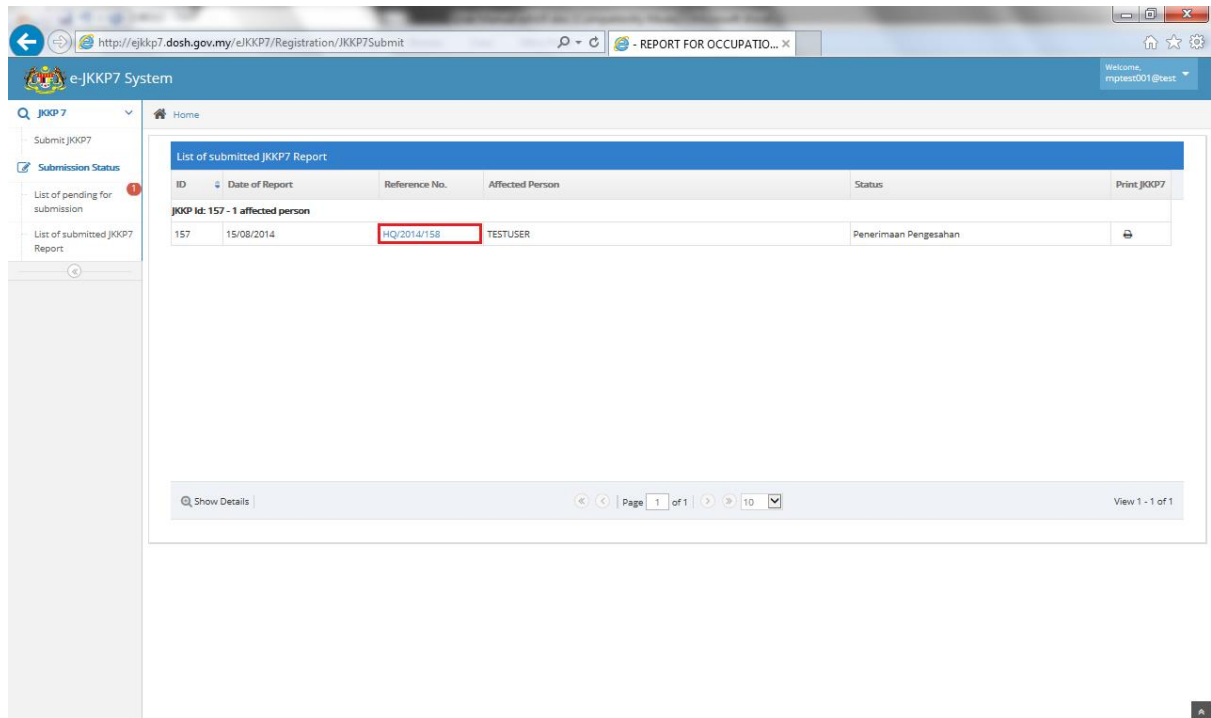 http://ejkkp7.dosh.gov.my/eJKKP7/Registration/JKKP7Submit
- REPORT FOR OCCUPATIO...
e-JKKP7 System
Welcome,
mptest001@test
JKKP 7
Home
Submit JKKP7
Submission Status
List of pending for
submission
1
List of submitted JKKP7
Report
List of submitted JKKP7 Report
ID Date of Report Reference No. Affected Person Status Print JKKP7
JKKP Id: 157 - 1 affected person
157 15/08/2014 HQ/2014/158 TESTUSER Penerimaan Pengesahan
Show Details Page 1 of 1 10 View 1 - 1 of 1